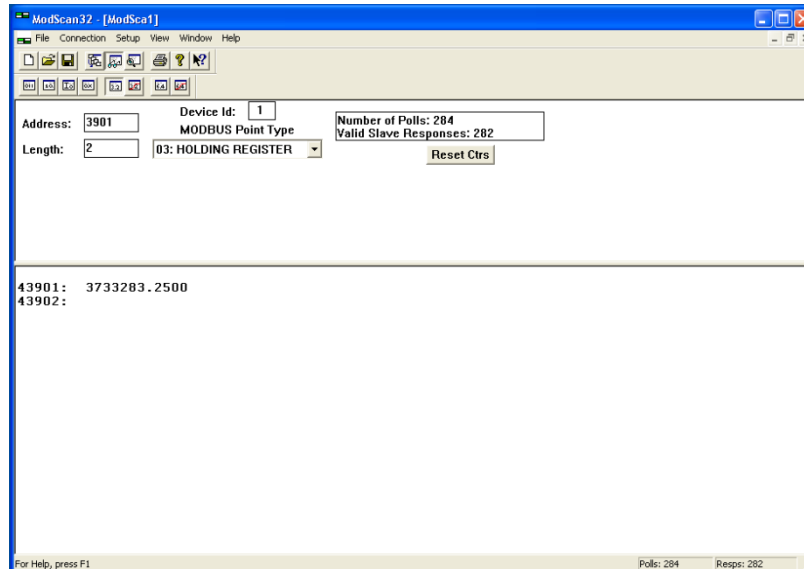 ModScan32 - [ModSca1]
File Connection Setup View Window Help
Address: 3901
Device Id: 1
MODBUS Point Type
Length: 2
03: HOLDING REGISTER
Number of Polls: 284
Valid Slave Responses: 282
Reset Ctrs
43901: 3733283.2500
43902:
For Help, press F1
Polls: 284
Resps: 282